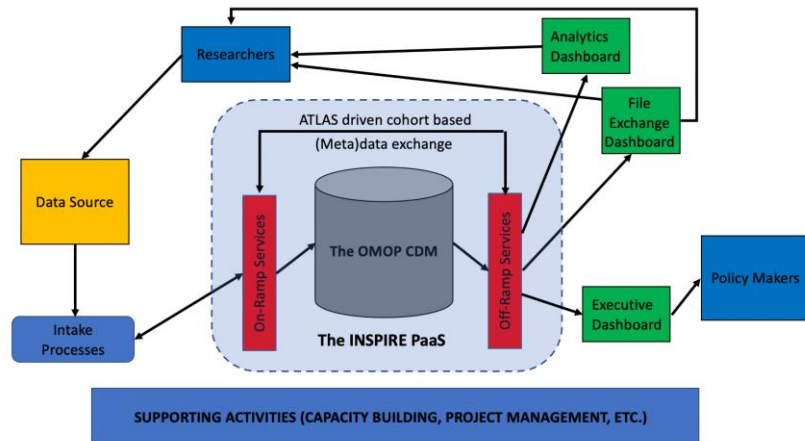 Researchers
Analytics
Dashboard
File
Exchange
Dashboard
ATLAS driven cohort based
(Meta)data exchange
Data Source
On-Ramp Services
The OMOP CDM
Off-Ramp Services
Policy Makers
Executive
Dashboard
Intake
Processes
The INSPIRE PaaS
SUPPORTING ACTIVITIES (CAPACITY BUILDING, PROJECT MANAGEMENT, ETC.)